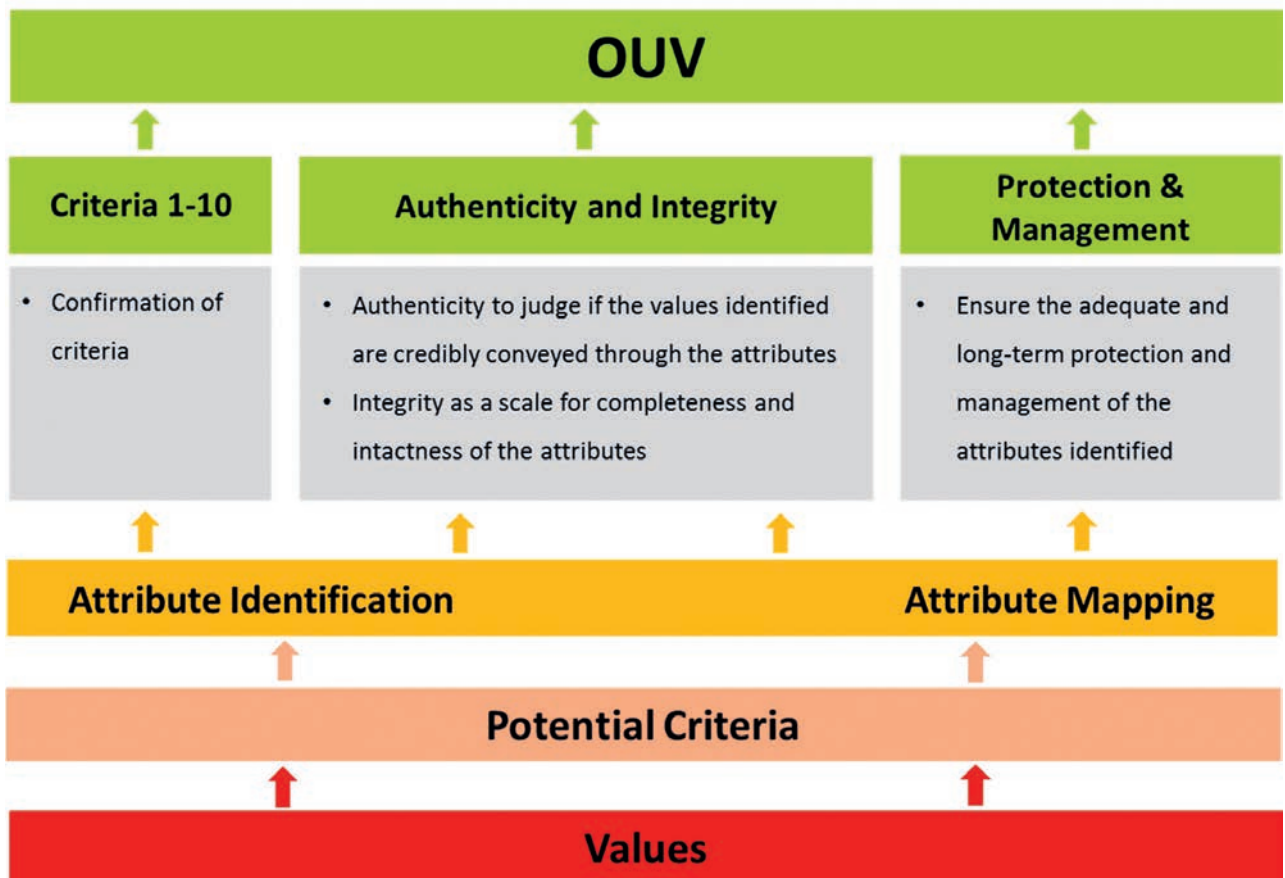 OUV
Criteria 1-10
Authenticity and Integrity
Protection &
Management
• Confirmation of
criteria
• Authenticity to judge if the values identified
are credibly conveyed through the attributes
• Integrity as a scale for completeness and
intactness of the attributes
• Ensure the adequate and
long-term protection and
management of the
attributes identified
Attribute Identification
Attribute Mapping
Potential Criteria
Values